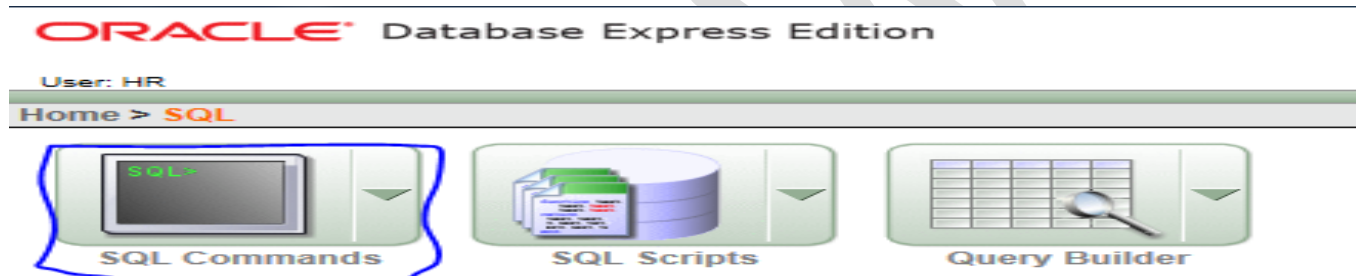 ORACLE® Database Express Edition
User: HR
Home > SQL
SQL>
SQL Commands SQL Scripts Query Builder